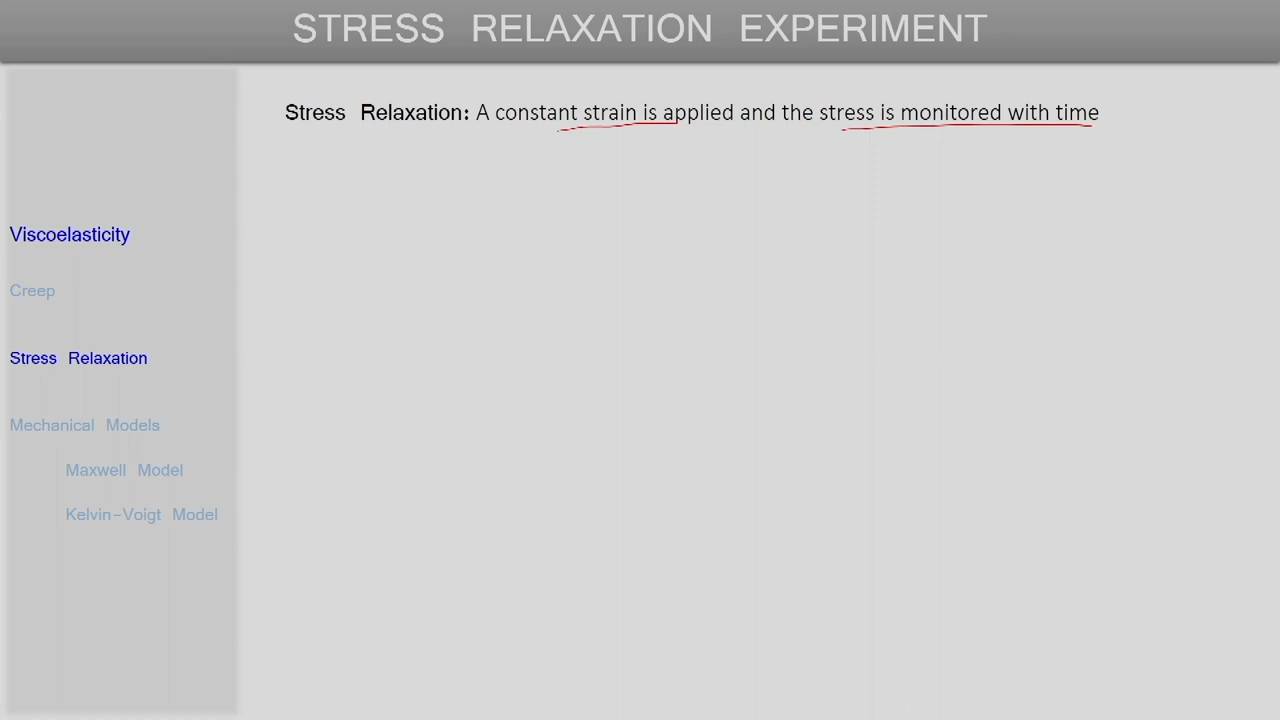 STRESS RELAXATION EXPERIMENT
Stress Relaxation: A constant strain is applied and the stress is monitored with time
Viscoelasticity
Creep
Stress Relaxation
Mechanical Models
Maxwell Model
Kelvin-Voigt Model